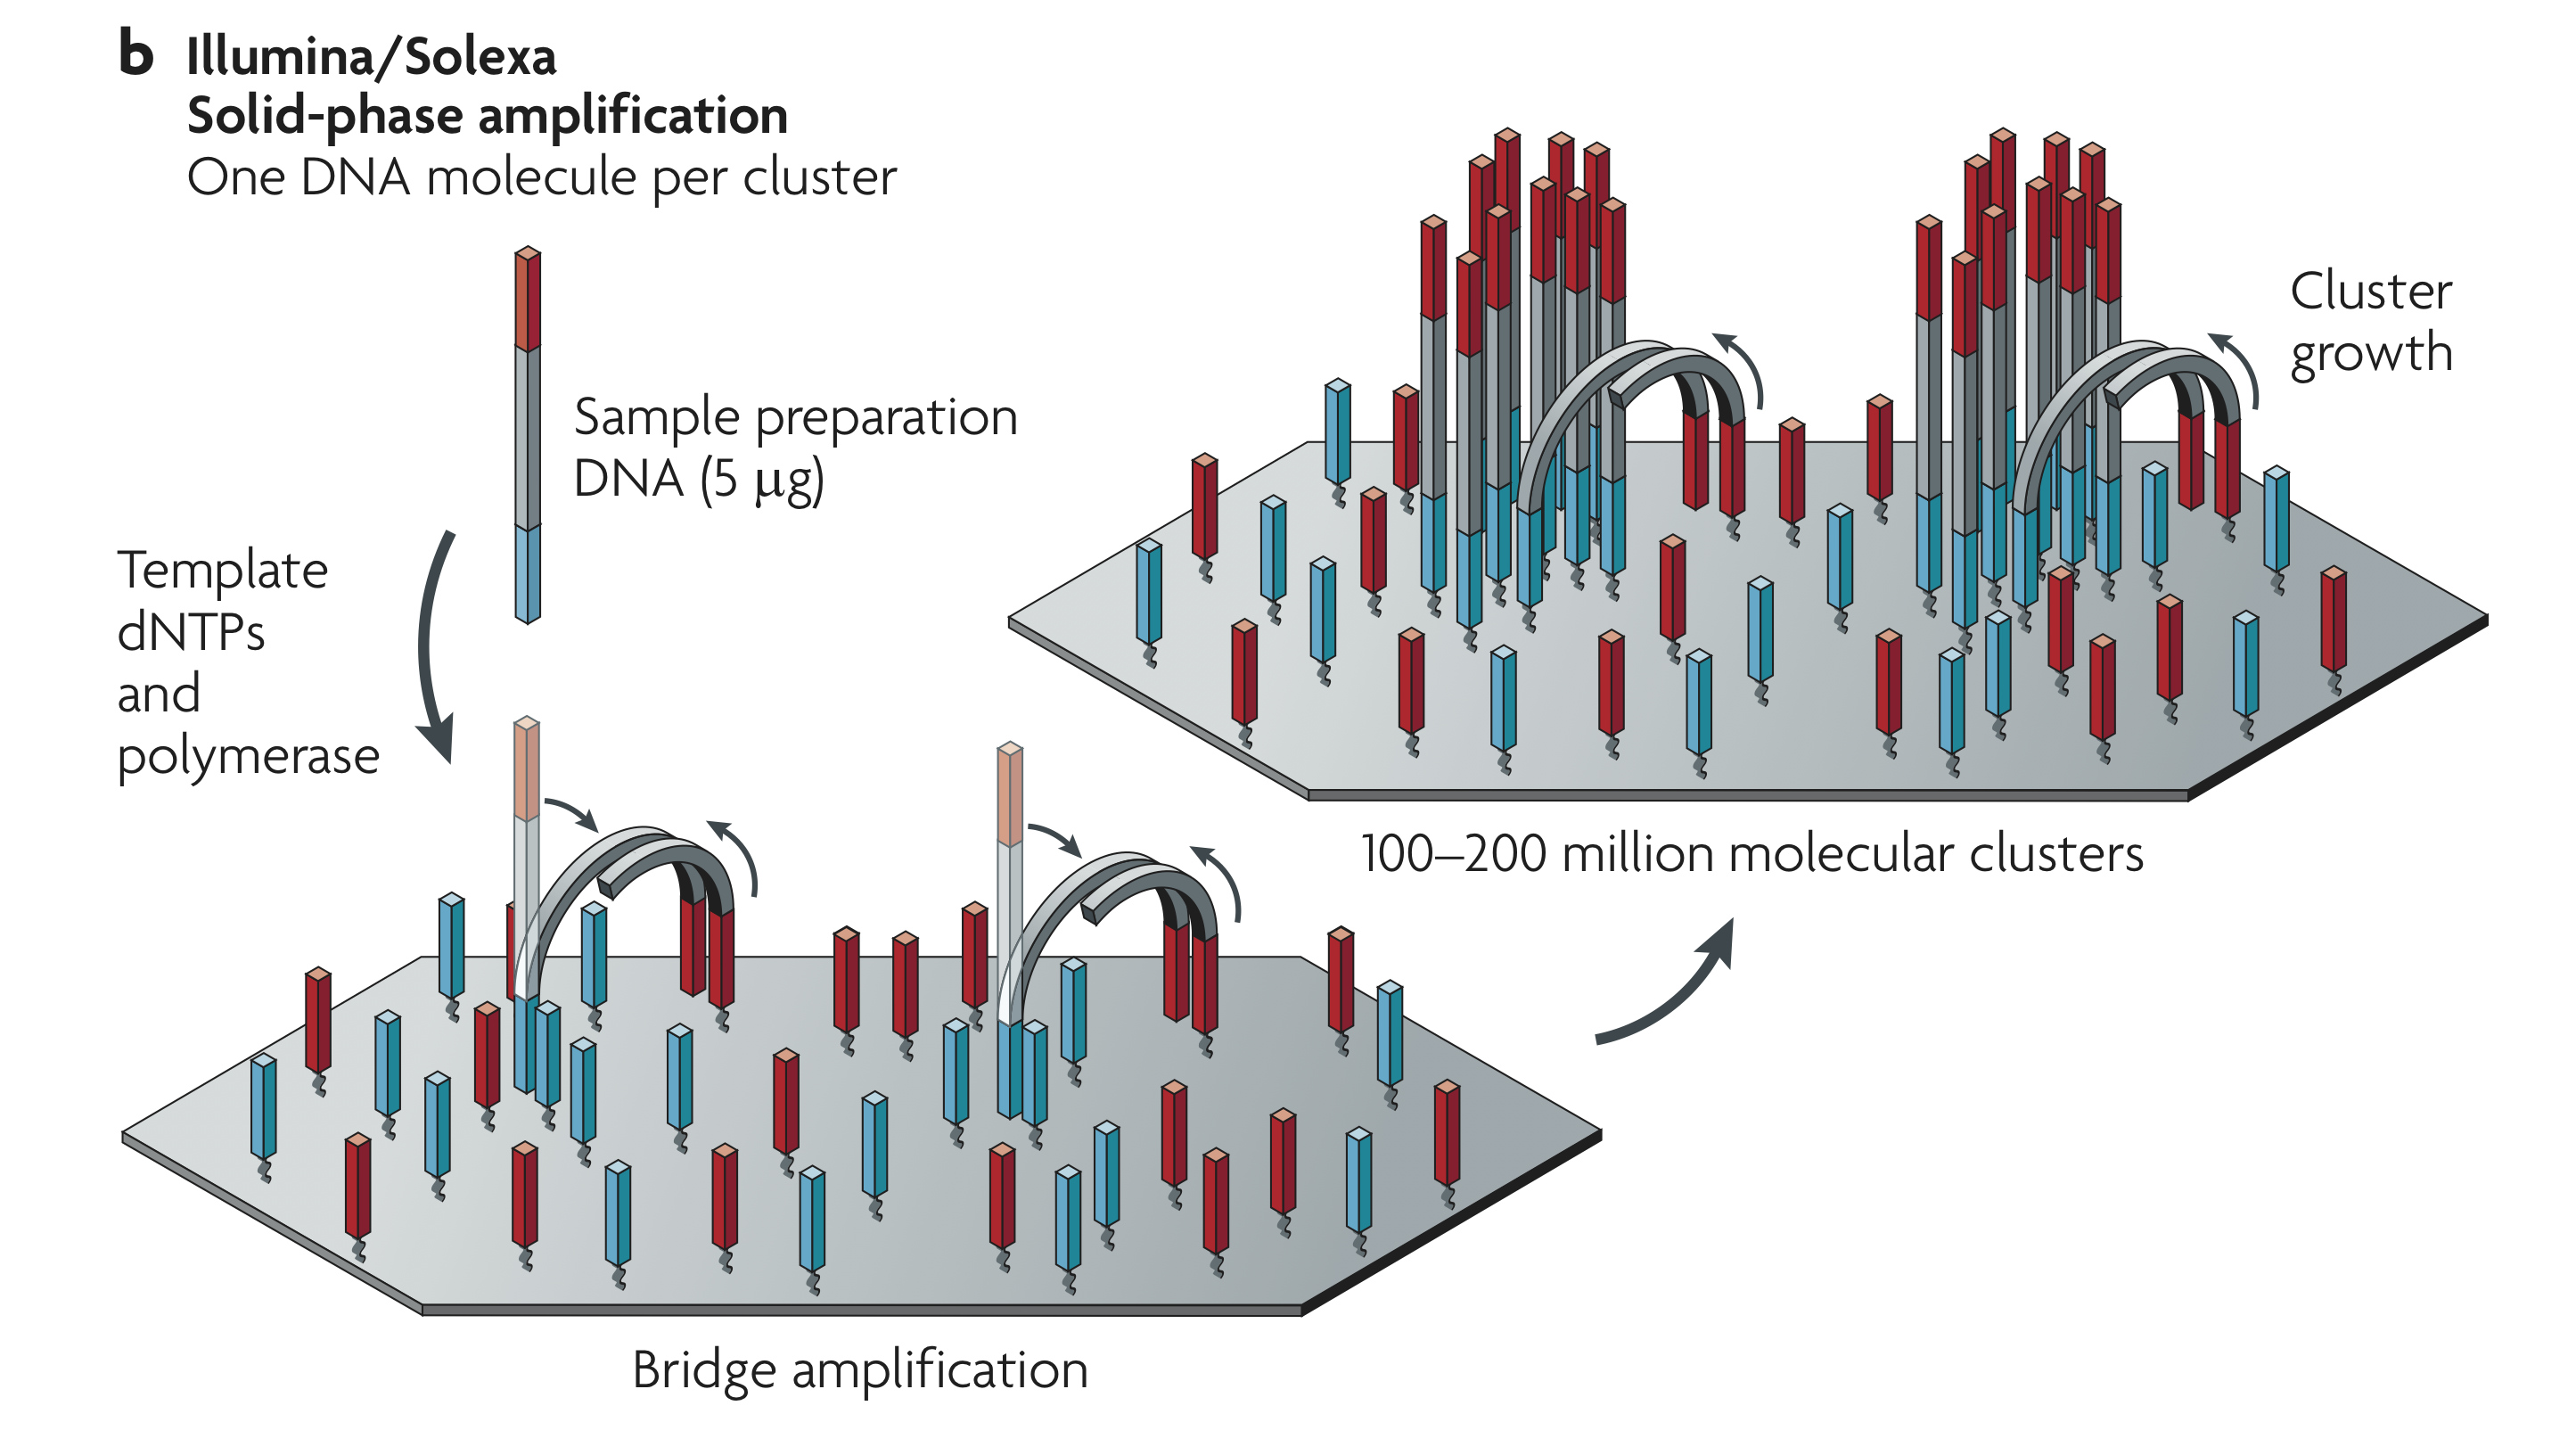 b Illumina/Solexa
Solid-phase amplification
One DNA molecule per cluster
Sample preparation
DNA (5 µg)
Template
dNTPs
and
polymerase
Bridge amplification
Cluster
growth
100–200 million molecular clusters